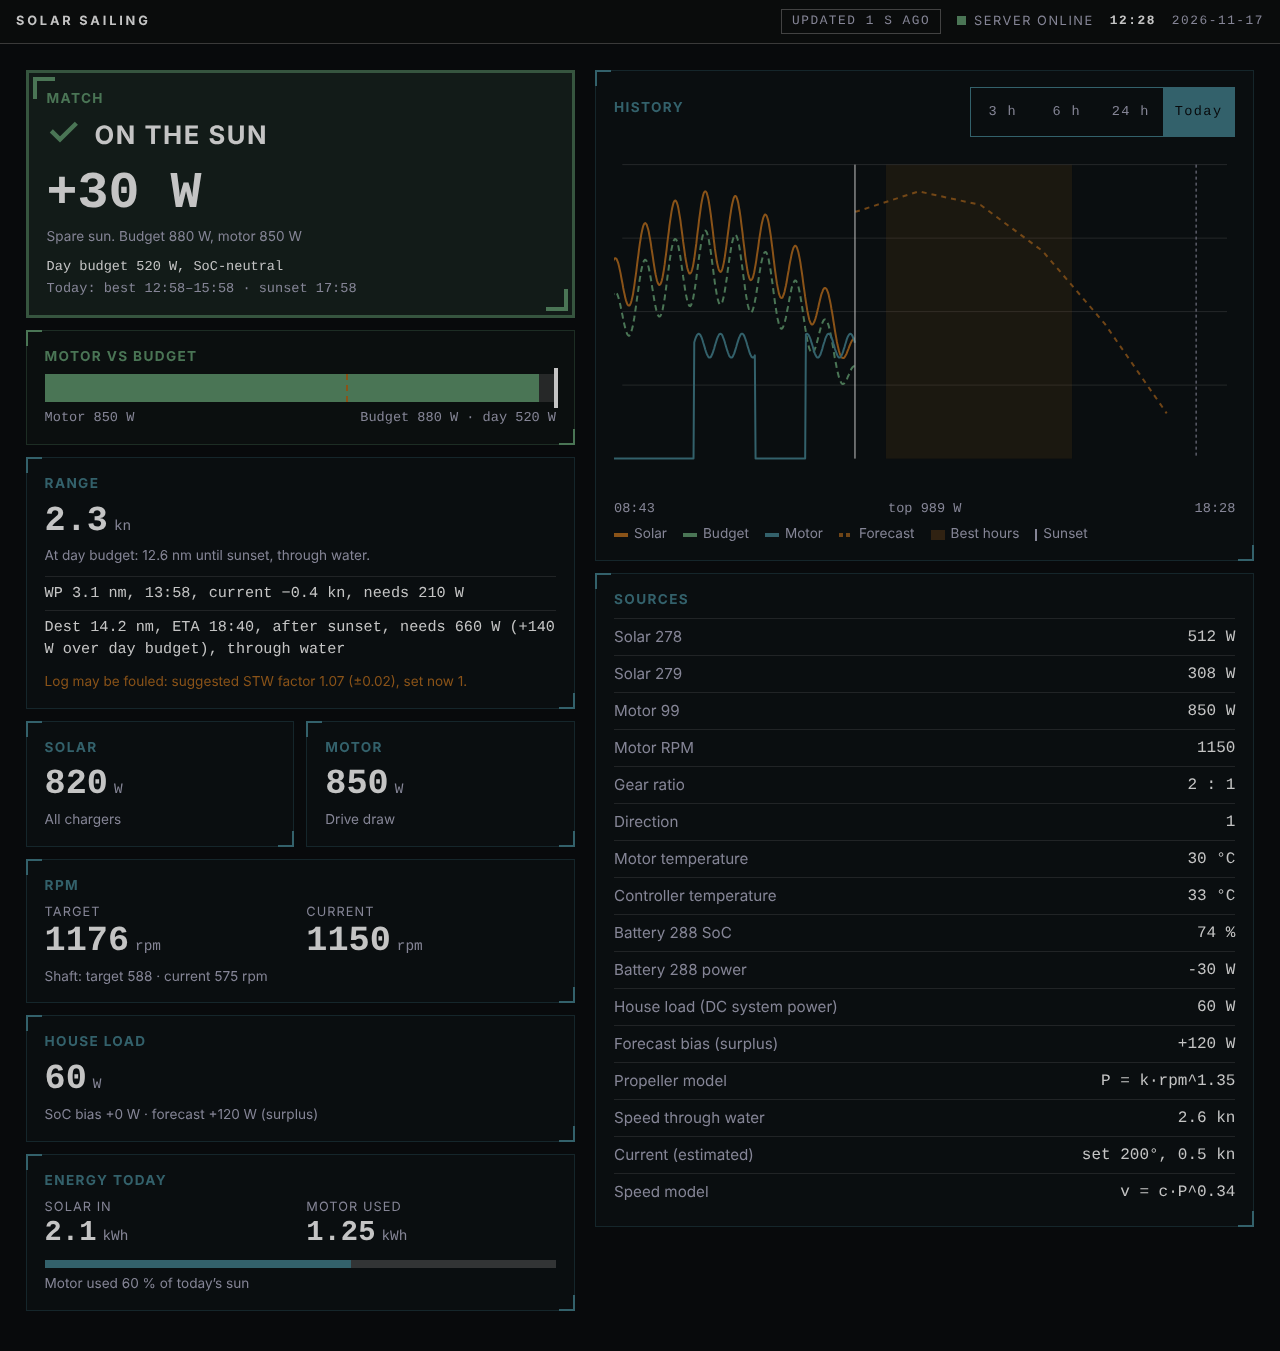 SOLAR SAILING
UPDATED 1 S AGO
SERVER ONLINE
12:28
2026-11-17
MATCH
ON THE SUN
+30 W
Spare sun. Budget 880 W, motor 850 W
Day budget 520 W, SoC-neutral
Today: best 12:58–15:58 · sunset 17:58
MOTOR VS BUDGET
Motor 850 W
Budget 880 W · day 520 W
RANGE
2.3 kn
At day budget: 12.6 nm until sunset, through water.
WP 3.1 nm, 13:58, current −0.4 kn, needs 210 W
Dest 14.2 nm, ETA 18:40, after sunset, needs 660 W (+140
W over day budget), through water
Log may be fouled: suggested STW factor 1.07 (±0.02), set now 1.
SOLAR
820 W
All chargers
MOTOR
850 W
Drive draw
RPM
TARGET
1176 rpm
CURRENT
1150 rpm
Shaft: target 588 · current 575 rpm
HOUSE LOAD
60 W
SoC bias +0 W · forecast +120 W (surplus)
ENERGY TODAY
SOLAR IN
2.1 kWh
MOTOR USED
1.25 kWh
Motor used 60 % of today’s sun
HISTORY
3 h
6 h
24 h
Today
08:43
top 989 W
18:28
Solar
Budget
Motor
Forecast
Best hours
Sunset
SOURCES
Solar 278 512 W
Solar 279 308 W
Motor 99 850 W
Motor RPM 1150
Gear ratio 2 : 1
Direction 1
Motor temperature 30 °C
Controller temperature 33 °C
Battery 288 SoC 74 %
Battery 288 power -30 W
House load (DC system power) 60 W
Forecast bias (surplus) +120 W
Propeller model P = k·rpm^1.35
Speed through water 2.6 kn
Current (estimated) set 200°, 0.5 kn
Speed model v = c·P^0.34